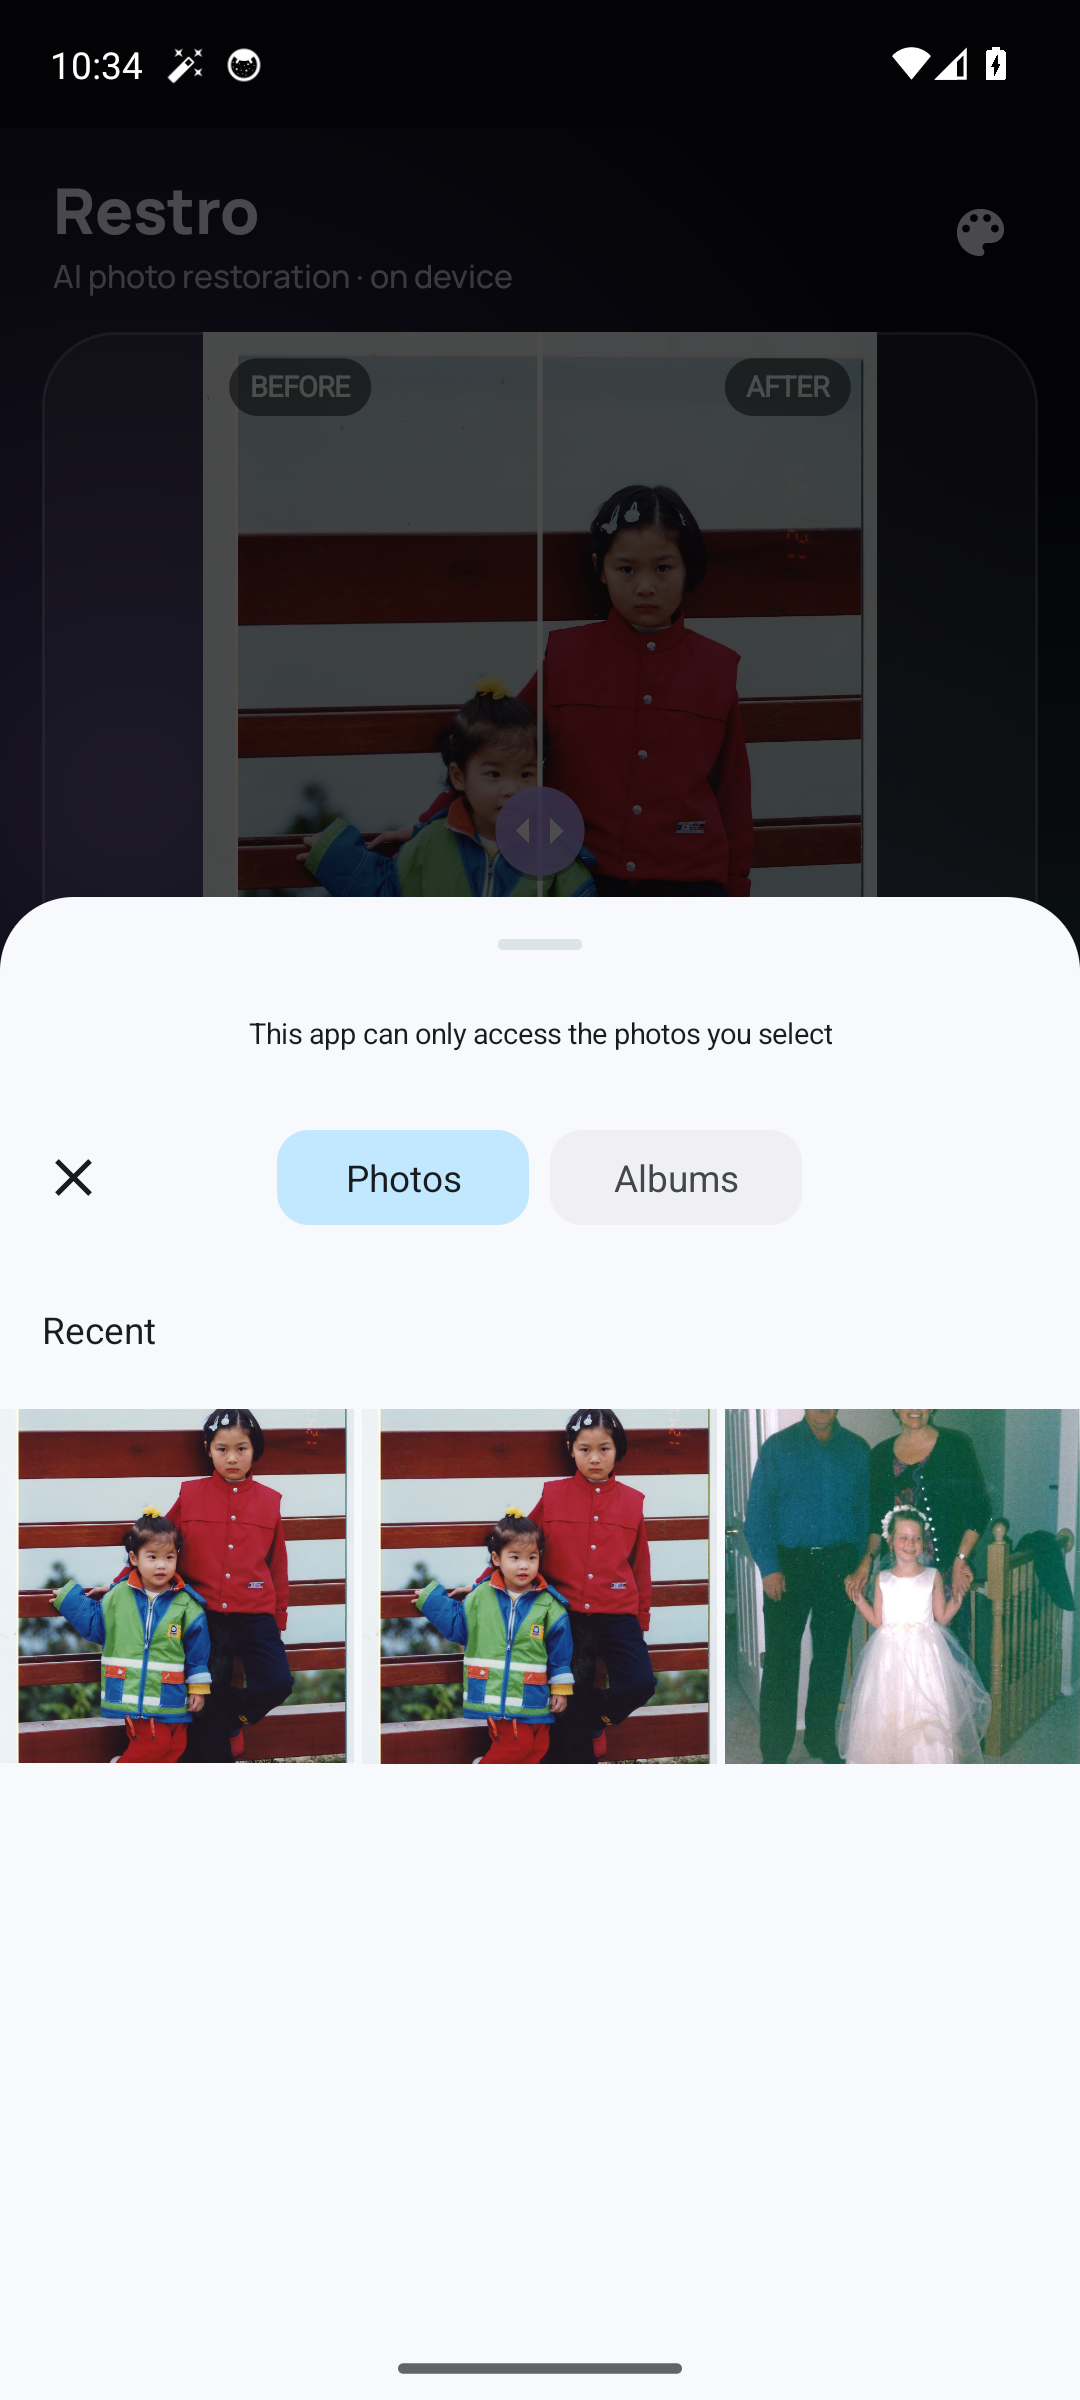 10:34
Restro
AI photo restoration · on device
BEFORE
AFTER
This app can only access the photos you select
Photos
Albums
Recent